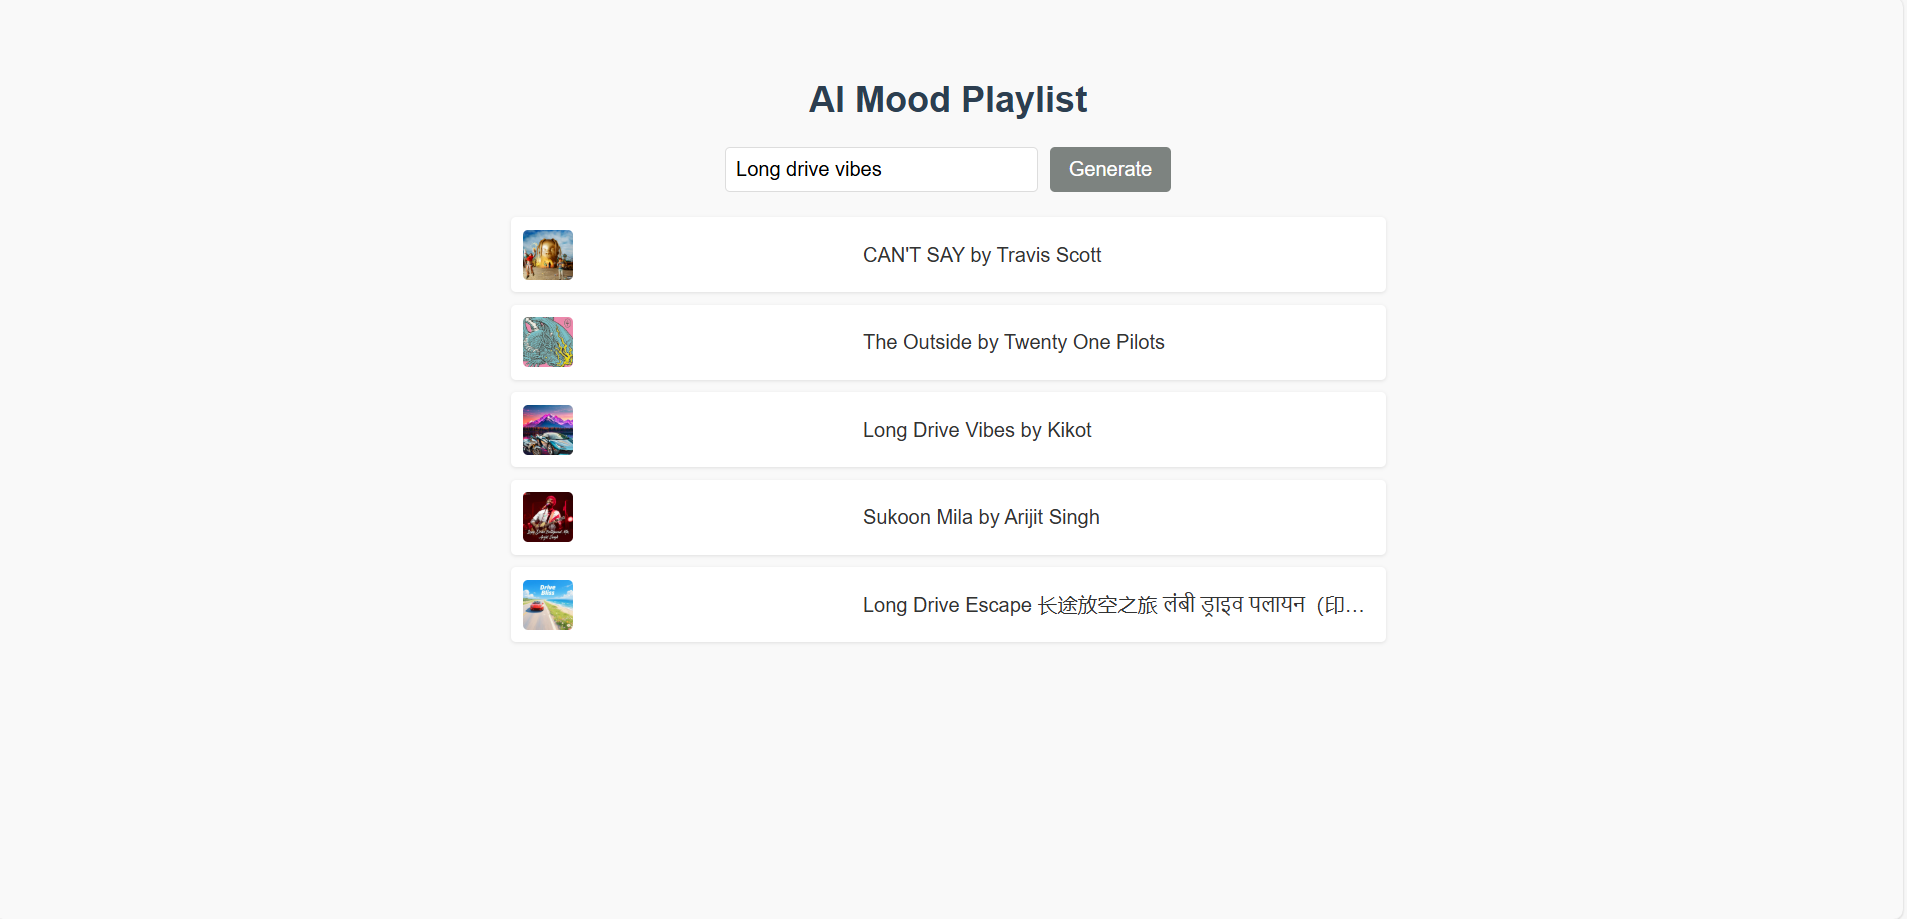 AI Mood Playlist
Long drive vibes
Generate
CAN'T SAY by Travis Scott
The Outside by Twenty One Pilots
Long Drive Vibes by Kikot
Sukoon Mila by Arijit Singh
Drive
Bliss
Long Drive Escape 长途放空之旅 लंबी ड्राइव पलायन（印…